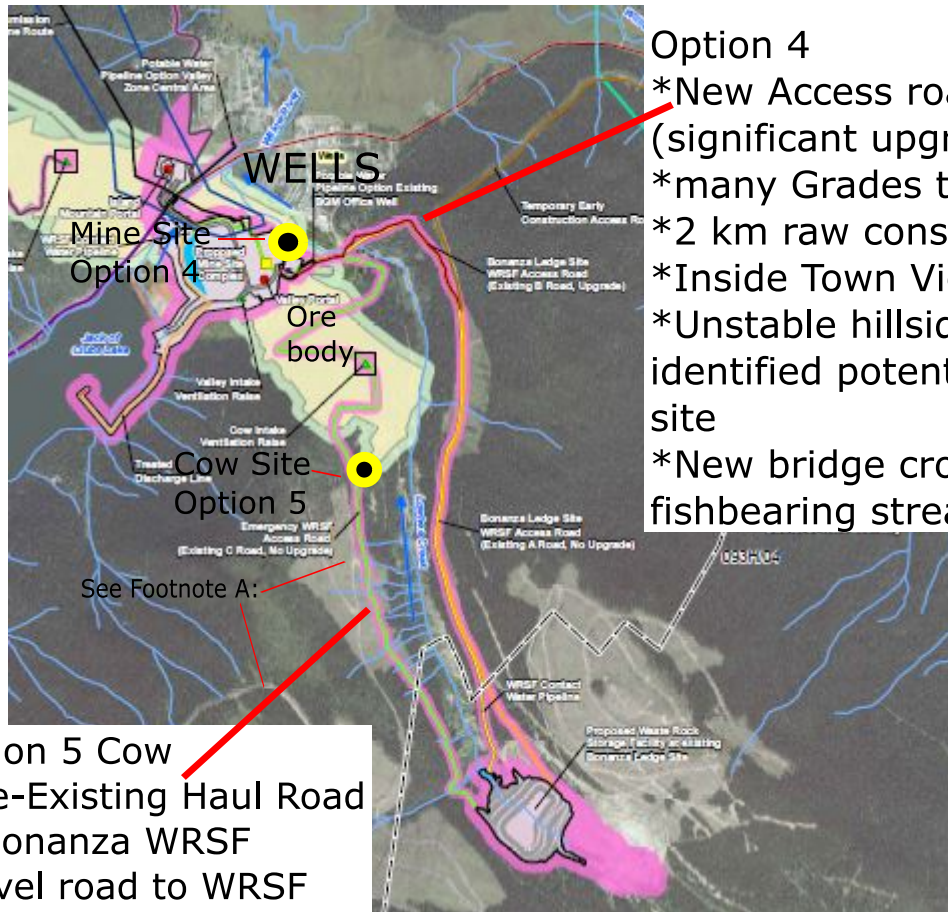 Option 4
*New Access roa
(significant upgr
*many Grades t
*2 km raw cons
*Inside Town Vi
*Unstable hillsid
identified potent
site
*New bridge cro
fishbearing strea
Potable Water
Pipeline Option Valley
Zone Central Area
WELLS
Pipeline Option Existing
Office Well
Temporary Early
Construction Access Ro
Mine Site
Option 4
Island
Mountain Portal
Bonanza Ledge Site
WRSF Access Road
(Existing B Road, Upgrade)
Valley Portal
Ore
body
Jack of
Clubs Lake
Valley Intake
Ventilation Raise
Cow Intake
Ventilation Raise
Treated
Discharge Line
Cow Site
Option 5
Emergency WRSF
Access Road
(Existing C Road, No Upgrade)
Bonanza Ledge Site
WRSF Access Road
(Existing A Road, No Upgrade)
093H/04
See Footnote A:
WRSF Contact
Water Pipeline
Proposed Waste Rock
Storage Facility at existing
Bonanza Ledge Site
on 5 Cow
e-Existing Haul Road
onanza WRSF
vel road to WRSF